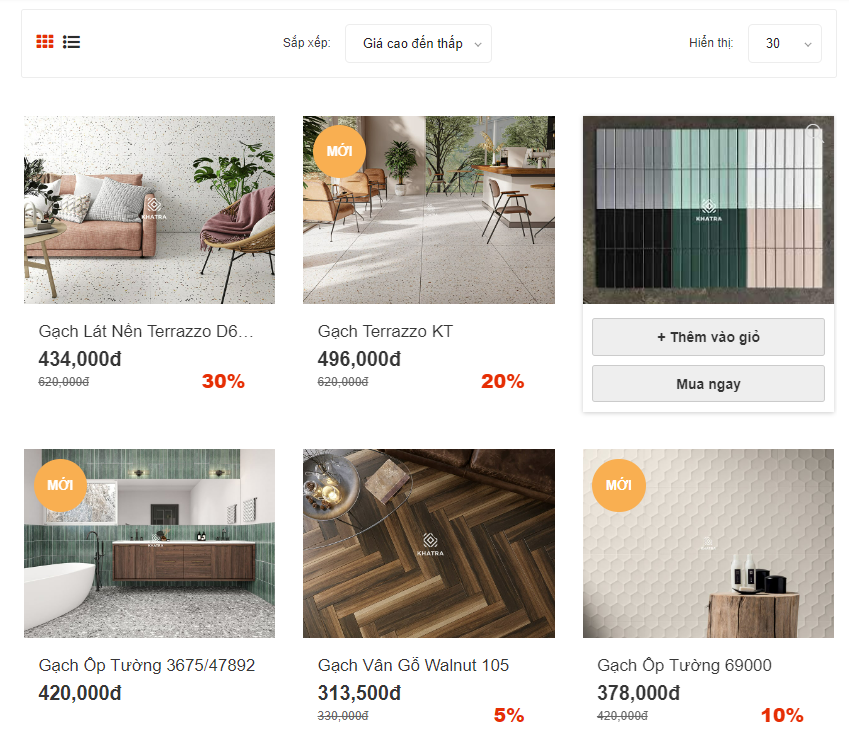 Sắp xếp:
Giá cao đến thấp
Hiển thị:
30
KHATRA
MỚI
KHATRA
Gạch Lát Nền Terrazzo D6…
434,000đ
620,000đ
30%
Gạch Terrazzo KT
496,000đ
620,000đ
20%
+ Thêm vào giỏ
Mua ngay
MỚI
KHATRA
KHATRA
MỚI
KHATRA
Gạch Ốp Tường 3675/47892
420,000đ
Gạch Vân Gỗ Walnut 105
313,500đ
330,000đ
5%
Gạch Ốp Tường 69000
378,000đ
420,000đ
10%